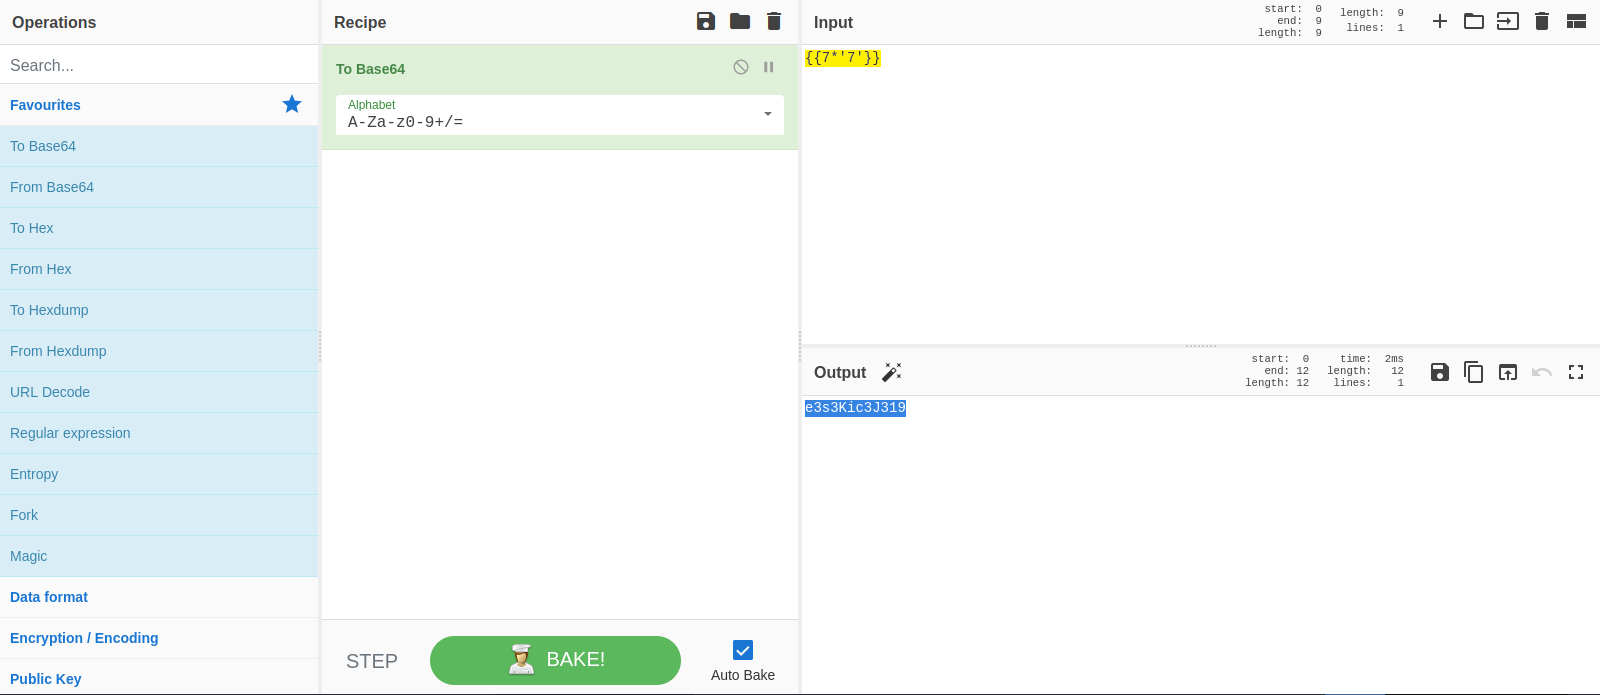 Operations
Search...
Favourites
To Base64
From Base64
To Hex
From Hex
To Hexdump
From Hexdump
URL Decode
Regular expression
Entropy
Fork
Magic
Data format
Encryption / Encoding
Public Key
Recipe
To Base64
Alphabet
A-Za-z0-9+/=
STEP
BAKE!
Auto Bake
Input
start: 0
end: 9
length: 9
length: 9
lines: 1
{{7*'7'}}
Output
start: 0
end: 12
length: 12
time: 2ms
length: 12
lines: 1
e3s3Kic3J319